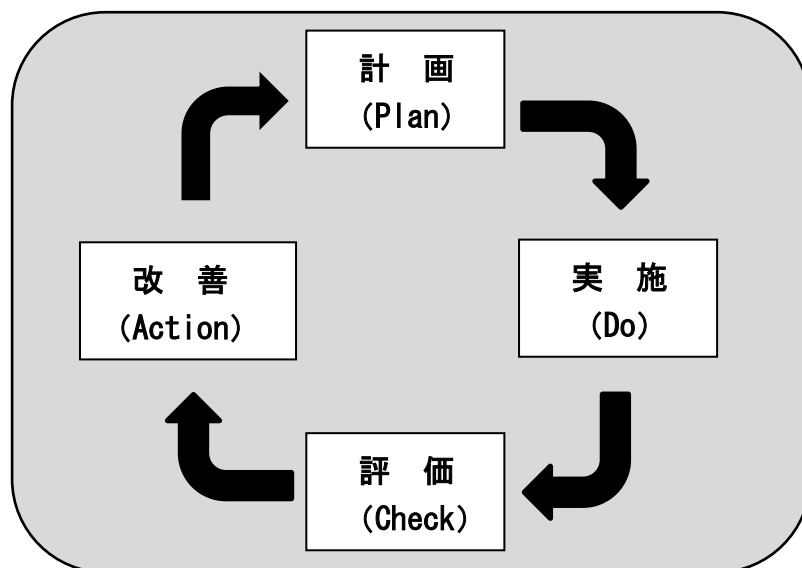 計　画
(Plan)
実　施
(Do)
評　価
(Check)
改　善
(Action)